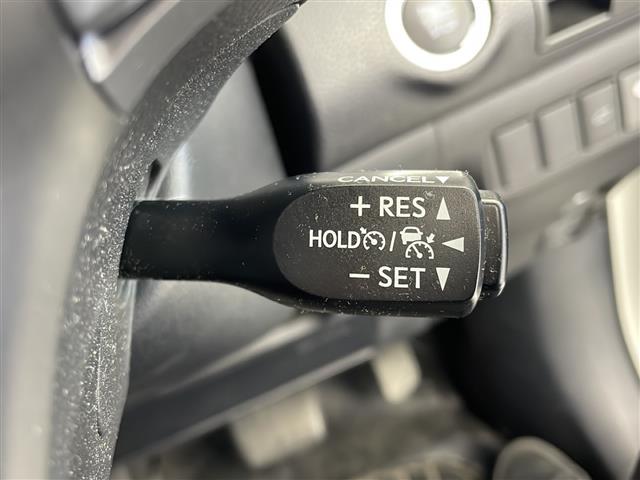 CANCEL▼
+ RES ▲
HOLD / ◀
− SET ▼